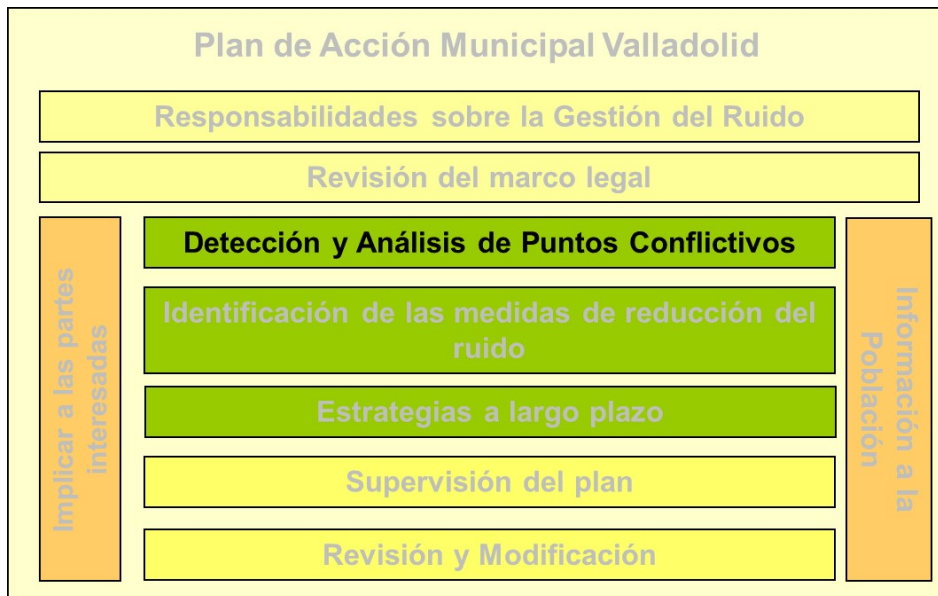 Plan de Acción Municipal Valladolid
Responsabilidades sobre la Gestión del Ruido
Revisión del marco legal
Implicar a las partes
interesadas
Detección y Análisis de Puntos Conflictivos
Identificación de las medidas de reducción del
ruido
Estrategias a largo plazo
Supervisión del plan
Revisión y Modificación
Información a la
Población